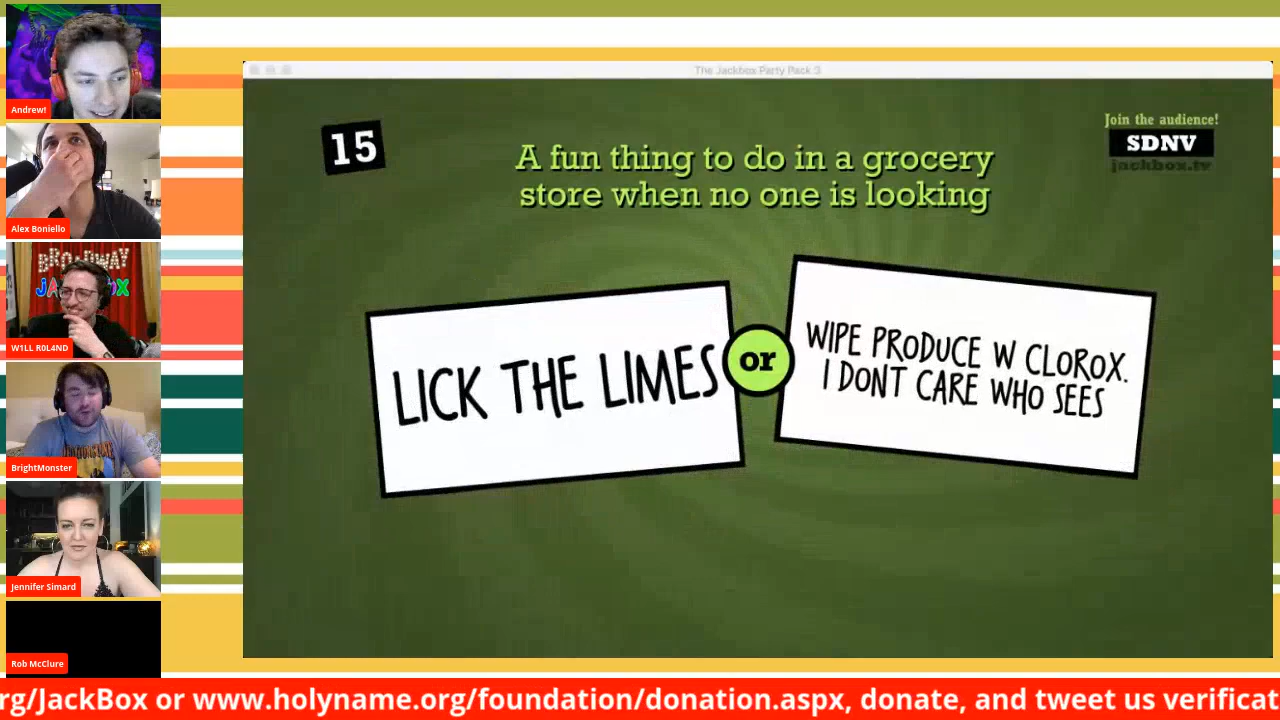 Andrew!
Alex Boniello
BROADWAY
W1LL R0L4ND
BrightMonster
Jennifer Simard
Rob McClure
The Jackbox Party Pack 3
15
A fun thing to do in a grocery
store when no one is looking
Join the audience!
SDNV
jackbox.tv
LICK THE LIMES
or
WIPE PRODUCE W CLOROX.
I DONT CARE WHO SEES
rg/JackBox or www.holyname.org/foundation/donation.aspx, donate, and tweet us verificat